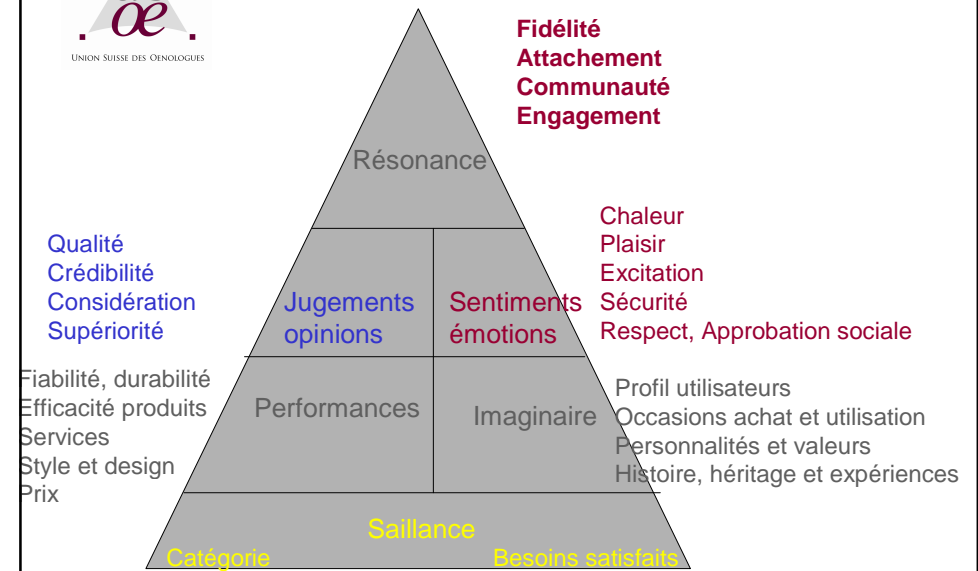 œ
UNION SUISSE DES OENOLOGUES
Fidélité
Attachement
Communauté
Engagement
Résonance
Qualité
Crédibilité
Considération
Supériorité
Jugements
opinions
Sentiments
émotions
Chaleur
Plaisir
Excitation
Sécurité
Respect, Approbation sociale
Fiabilité, durabilité
Efficacité produits
Services
Style et design
Prix
Performances
Imaginaire
Profil utilisateurs
Occasions achat et utilisation
Personnalités et valeurs
Histoire, héritage et expériences
Saillance
Catégorie
Besoins satisfaits